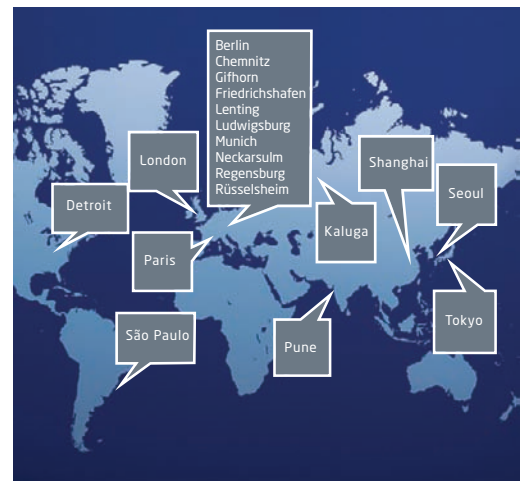 Berlin
Chemnitz
Gifhorn
Friedrichshafen
Lenting
Ludwigsburg
Munich
Neckarsulm
Regensburg
Rüsselsheim
London
Shanghai
Seoul
Detroit
Kaluga
Paris
São Paulo
Pune
Tokyo